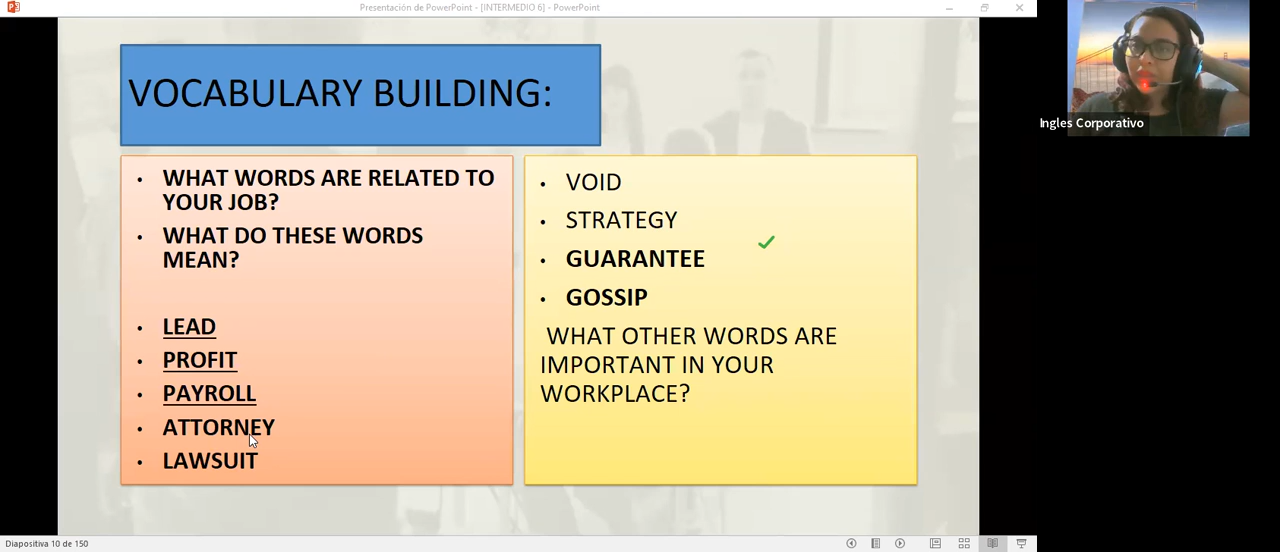 Presentación de PowerPoint - [INTERMEDIO 6] - PowerPoint
VOCABULARY BUILDING:
• WHAT WORDS ARE RELATED TO
YOUR JOB?
• WHAT DO THESE WORDS
MEAN?
• LEAD
• PROFIT
• PAYROLL
• ATTORNEY
• LAWSUIT
• VOID
• STRATEGY
• GUARANTEE
• GOSSIP
WHAT OTHER WORDS ARE
IMPORTANT IN YOUR
WORKPLACE?
Ingles Corporativo
Diapositiva 10 de 150